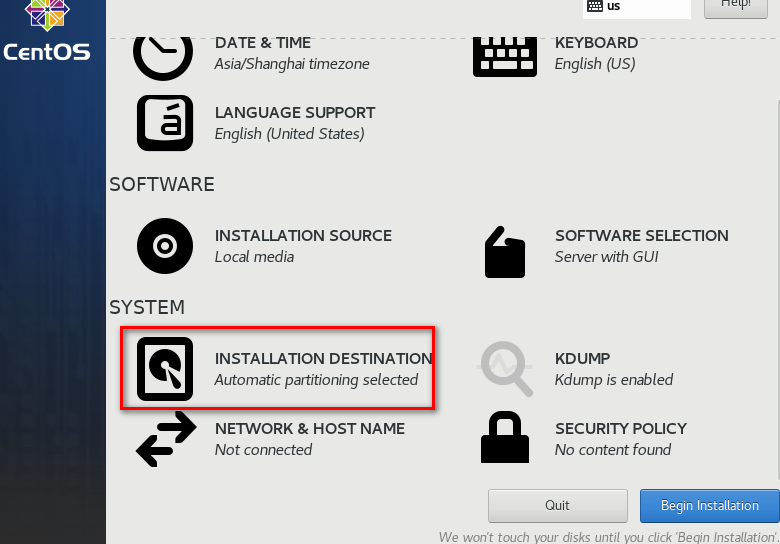 us
Help!
CentOS
DATE & TIME
Asia/Shanghai timezone
KEYBOARD
English (US)
LANGUAGE SUPPORT
English (United States)
SOFTWARE
INSTALLATION SOURCE
Local media
SOFTWARE SELECTION
Server with GUI
SYSTEM
INSTALLATION DESTINATION
Automatic partitioning selected
KDUMP
Kdump is enabled
NETWORK & HOST NAME
Not connected
SECURITY POLICY
No content found
Quit
Begin Installation
We won't touch your disks until you click 'Begin Installation'.